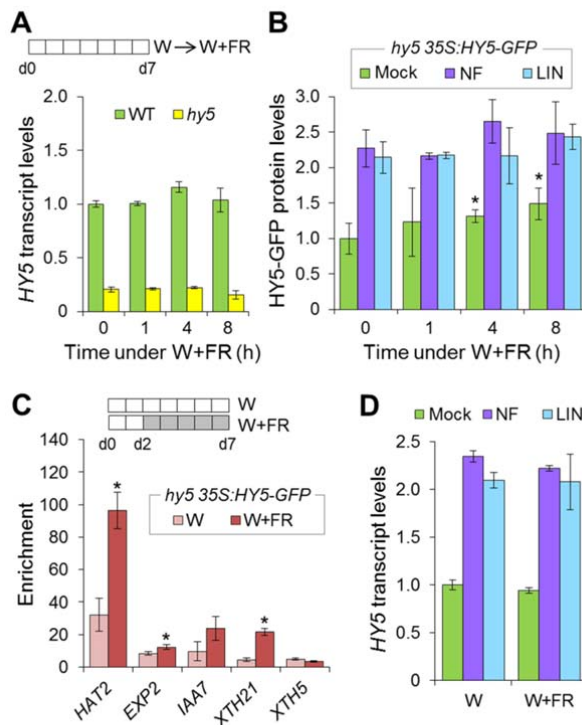 A
W → W+FR
d0 d7
WT hy5
HY5 transcript levels
2.0
1.5
1.0
0.5
0
0 1 4 8
Time under W+FR (h)
B
hy5 35S:HY5-GFP
Mock NF LIN
HY5-GFP protein levels
3.0
2.5
2.0
1.5
1.0
0.5
0
* *
0 1 4 8
Time under W+FR (h)
C
W
W+FR
d0 d2 d7
hy5 35S:HY5-GFP
W W+FR
Enrichment
140
120
100
80
60
40
20
0
* * *
HAT2 EXP2 IAA7 XTH21 XTH5
D
Mock NF LIN
HY5 transcript levels
2.5
2.0
1.5
1.0
0.5
0
W W+FR